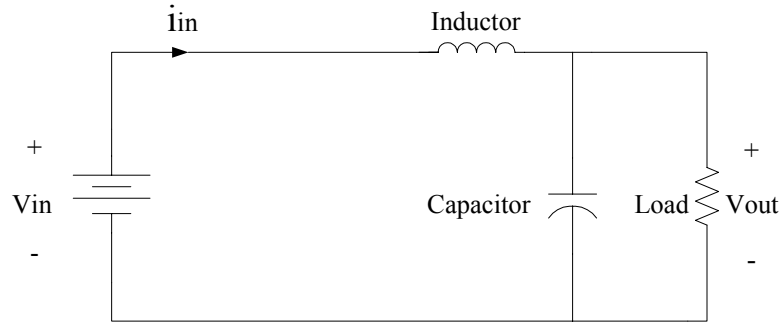 iin
Inductor
+
+
Vin
Capacitor
Load
Vout
-
-